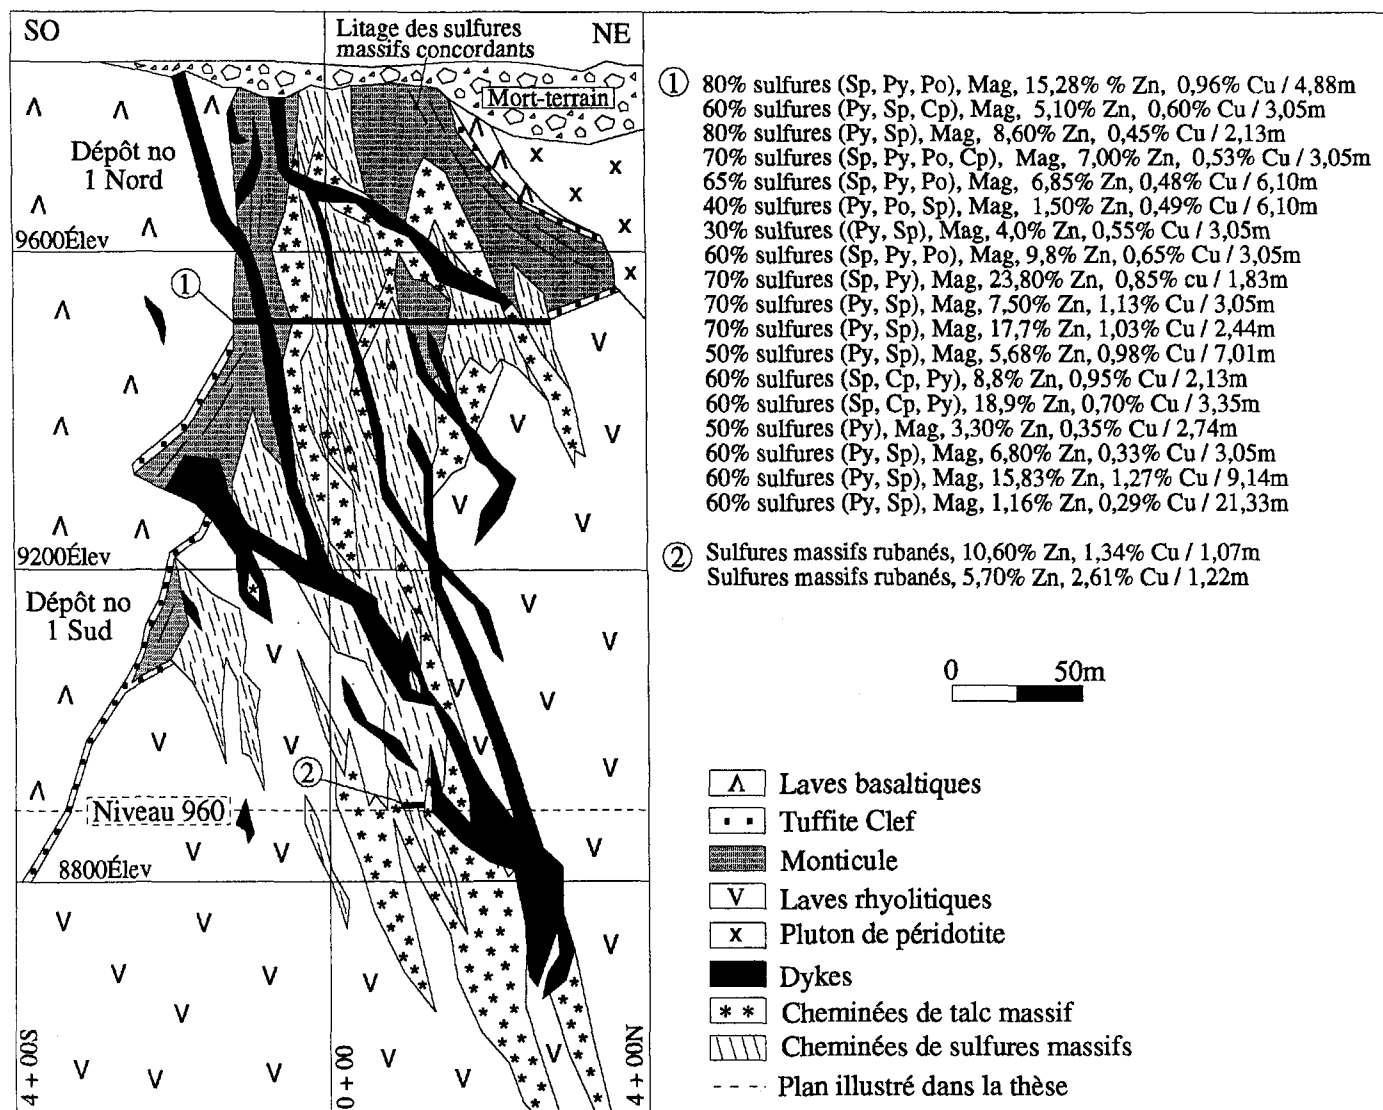 SO
Litage des sulfures
massifs concordants
NE
Mort-terrain
Dépôt no
1 Nord
9600Élev
1
9200Élev
Dépôt no
1 Sud
2
Niveau 960
8800Élev
4 + 00S
0 + 00
4 + 00N
1 80% sulfures (Sp, Py, Po), Mag, 15,28% % Zn, 0,96% Cu / 4,88m
60% sulfures (Py, Sp, Cp), Mag, 5,10% Zn, 0,60% Cu / 3,05m
80% sulfures (Py, Sp), Mag, 8,60% Zn, 0,45% Cu / 2,13m
70% sulfures (Sp, Py, Po, Cp), Mag, 7,00% Zn, 0,53% Cu / 3,05m
65% sulfures (Sp, Py, Po), Mag, 6,85% Zn, 0,48% Cu / 6,10m
40% sulfures (Py, Po, Sp), Mag, 1,50% Zn, 0,49% Cu / 6,10m
30% sulfures ((Py, Sp), Mag, 4,0% Zn, 0,55% Cu / 3,05m
60% sulfures (Sp, Py, Po), Mag, 9,8% Zn, 0,65% Cu / 3,05m
70% sulfures (Sp, Py), Mag, 23,80% Zn, 0,85% cu / 1,83m
70% sulfures (Py, Sp), Mag, 7,50% Zn, 1,13% Cu / 3,05m
70% sulfures (Py, Sp), Mag, 17,7% Zn, 1,03% Cu / 2,44m
50% sulfures (Py, Sp), Mag, 5,68% Zn, 0,98% Cu / 7,01m
60% sulfures (Sp, Cp, Py), 8,8% Zn, 0,95% Cu / 2,13m
60% sulfures (Sp, Cp, Py), 18,9% Zn, 0,70% Cu / 3,35m
50% sulfures (Py), Mag, 3,30% Zn, 0,35% Cu / 2,74m
60% sulfures (Py, Sp), Mag, 6,80% Zn, 0,33% Cu / 3,05m
60% sulfures (Py, Sp), Mag, 15,83% Zn, 1,27% Cu / 9,14m
60% sulfures (Py, Sp), Mag, 1,16% Zn, 0,29% Cu / 21,33m
2 Sulfures massifs rubanés, 10,60% Zn, 1,34% Cu / 1,07m
Sulfures massifs rubanés, 5,70% Zn, 2,61% Cu / 1,22m
0 50m
Laves basaltiques
Tuffite Clef
Monticule
Laves rhyolitiques
Pluton de péridotite
Dykes
Cheminées de talc massif
Cheminées de sulfures massifs
Plan illustré dans la thèse